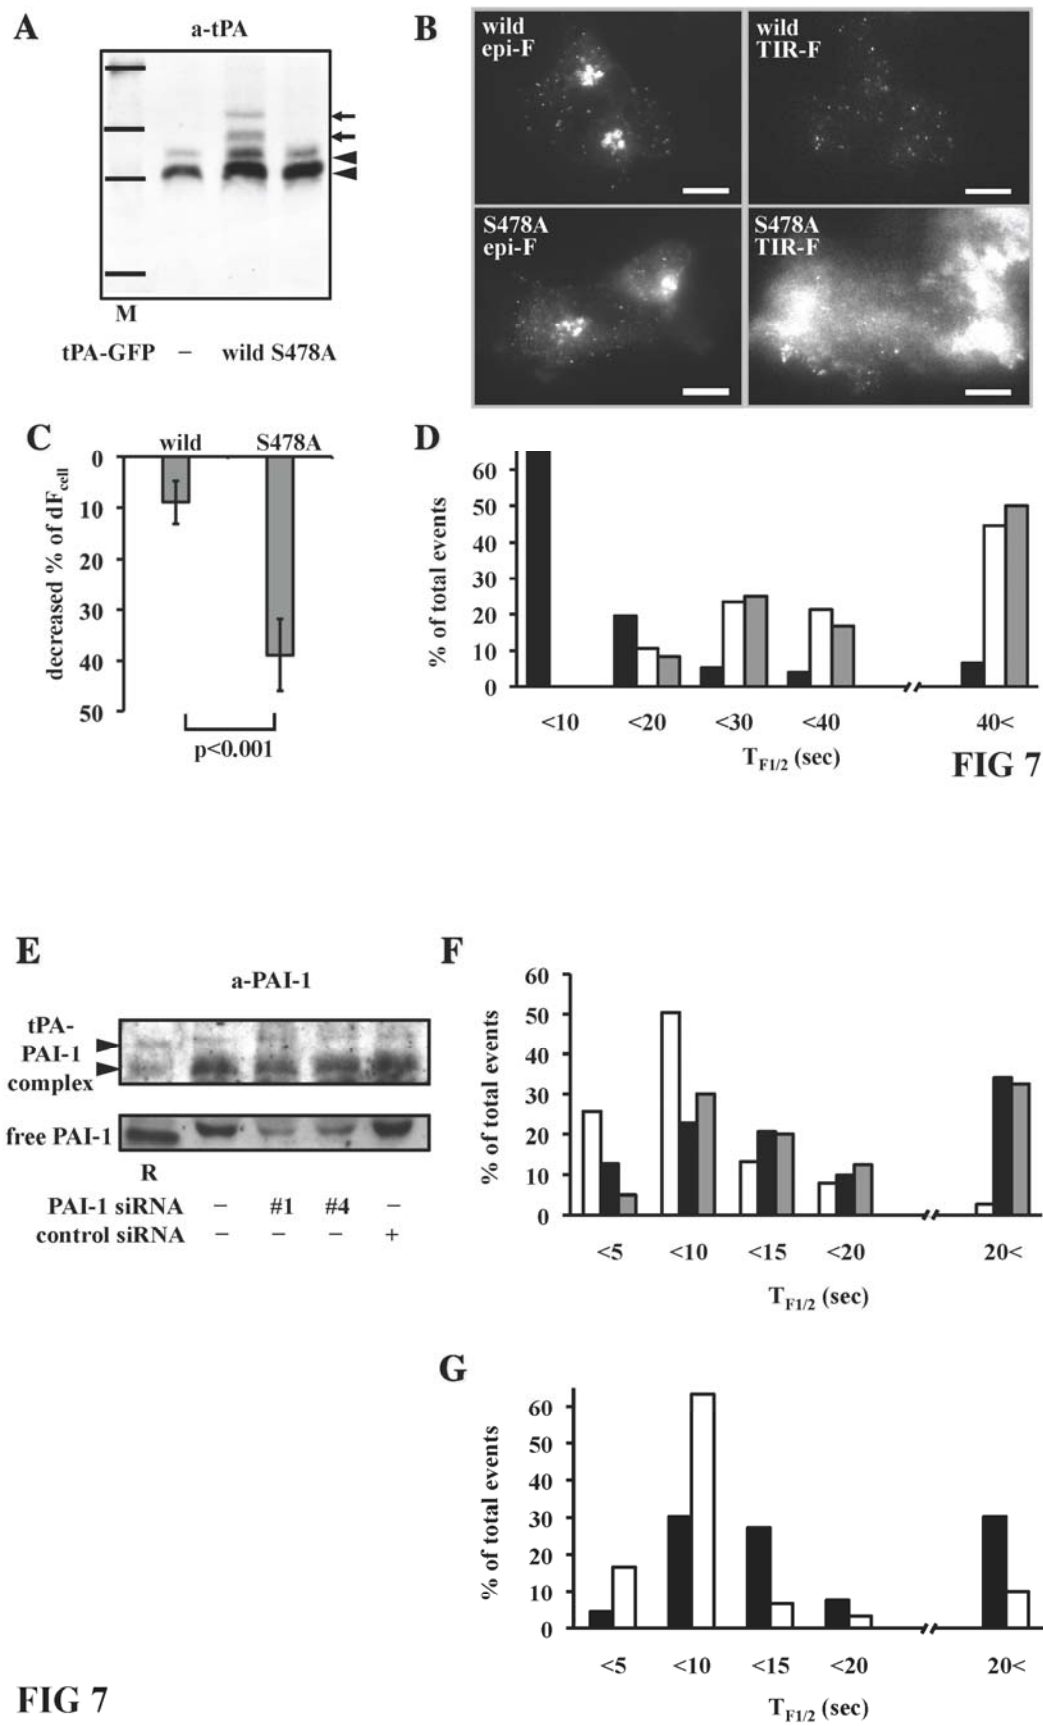 A
a-tPA
M
tPA-GFP – wild S478A
B
wild
epi-F
wild
TIR-F
S478A
epi-F
S478A
TIR-F
C
wild S478A
decreased % of dFcell
0
10
20
30
40
50
p<0.001
D
% of total events
60
50
40
30
20
10
0
<10 <20 <30 <40 40<
TF1/2 (sec)
FIG 7
E
a-PAI-1
tPA-
PAI-1
complex
free PAI-1
R
PAI-1 siRNA – #1 #4 –
control siRNA – – – +
F
% of total events
60
50
40
30
20
10
0
<5 <10 <15 <20 20<
TF1/2 (sec)
G
% of total events
60
50
40
30
20
10
0
<5 <10 <15 <20 20<
TF1/2 (sec)
FIG 7